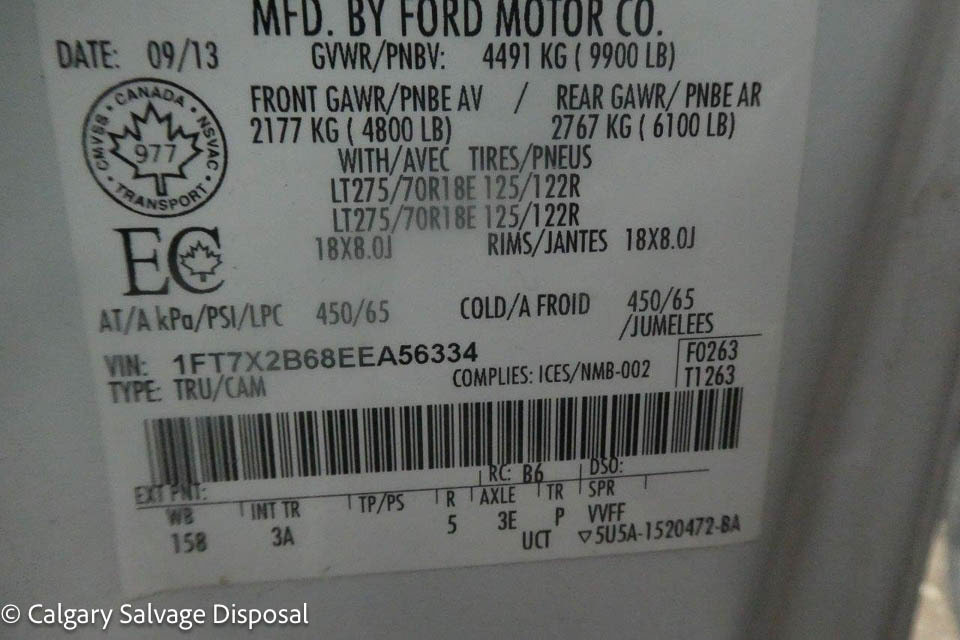 MFD. BY FORD MOTOR CO.
DATE: 09/13 GVWR/PNBV: 4491 KG ( 9900 LB)
FRONT GAWR/PNBE AV / REAR GAWR/ PNBE AR
2177 KG ( 4800 LB) 2767 KG ( 6100 LB)
WITH/AVEC TIRES/PNEUS
LT275/70R18E 125/122R
LT275/70R18E 125/122R
18X8.0J RIMS/JANTES 18X8.0J
CANADA
CMVSS • NSVAC
977
TRANSPORT
EC
AT/A kPa/PSI/LPC 450/65 COLD/A FROID 450/65
/JUMELEES
VIN: 1FT7X2B68EEA56334
F0263
TYPE: TRU/CAM COMPLIES: ICES/NMB-002
T1263
EXT PNT: RC: B6 DSO:
WB INT TR TP/PS R AXLE TR SPR
158 3A 5 3E P VVFF
UCT ▽5U5A-1520472-BA
© Calgary Salvage Disposal